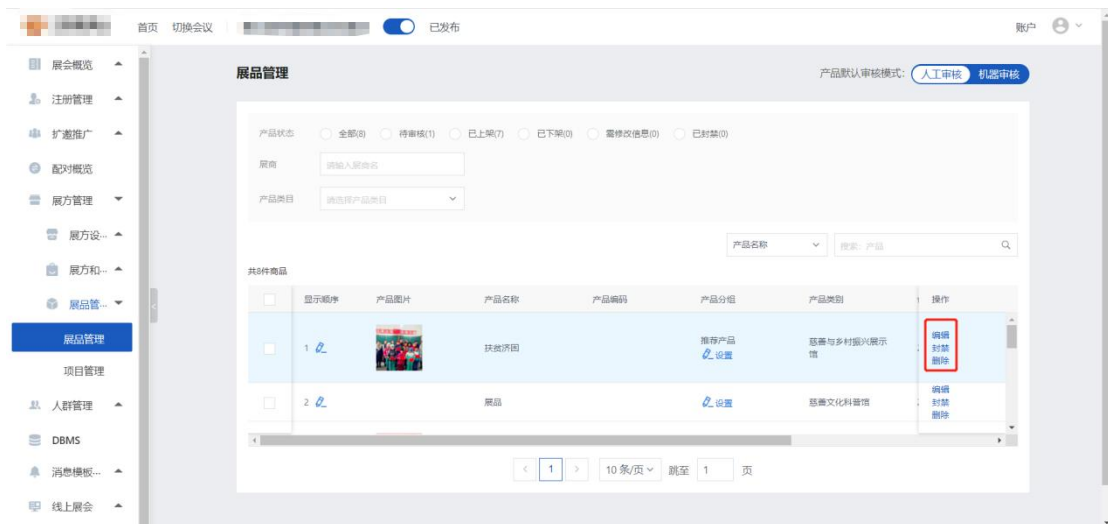 首页 切换会议 已发布 账户
展会概览
注册管理
扩邀推广
配对概览
展方管理
展方设...
展方和...
展品管...
展品管理
项目管理
人群管理
DBMS
消息模板...
线上展会
展品管理
产品默认审核模式： 人工审核 机器审核
产品状态 全部(8) 待审核(1) 已上架(7) 已下架(0) 需修改信息(0) 已封禁(0)
展商 请输入展商名
产品类目 请选择产品类目
产品名称 搜索：产品
共8件商品
显示顺序 产品图片 产品名称 产品编码 产品分组 产品类别 操作
1 扶贫济困 推荐产品 设置 慈善与乡村振兴展示馆 编辑 封禁 删除
2 展品 设置 慈善文化科普馆 编辑 封禁 删除
1 10 条/页 跳至 1 页